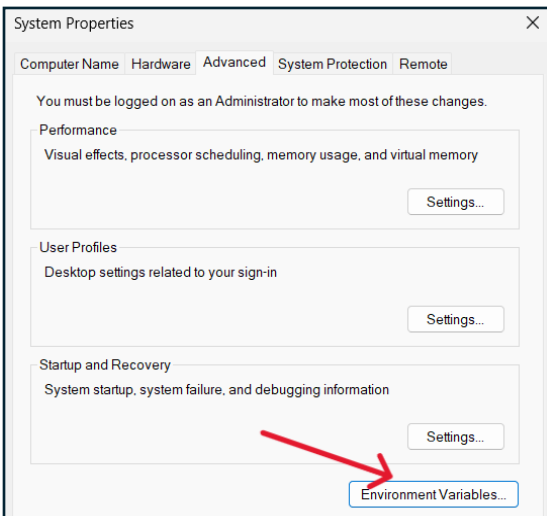 System Properties
Computer Name Hardware Advanced System Protection Remote
You must be logged on as an Administrator to make most of these changes.
Performance
Visual effects, processor scheduling, memory usage, and virtual memory
Settings...
User Profiles
Desktop settings related to your sign-in
Settings...
Startup and Recovery
System startup, system failure, and debugging information
Settings...
Environment Variables...